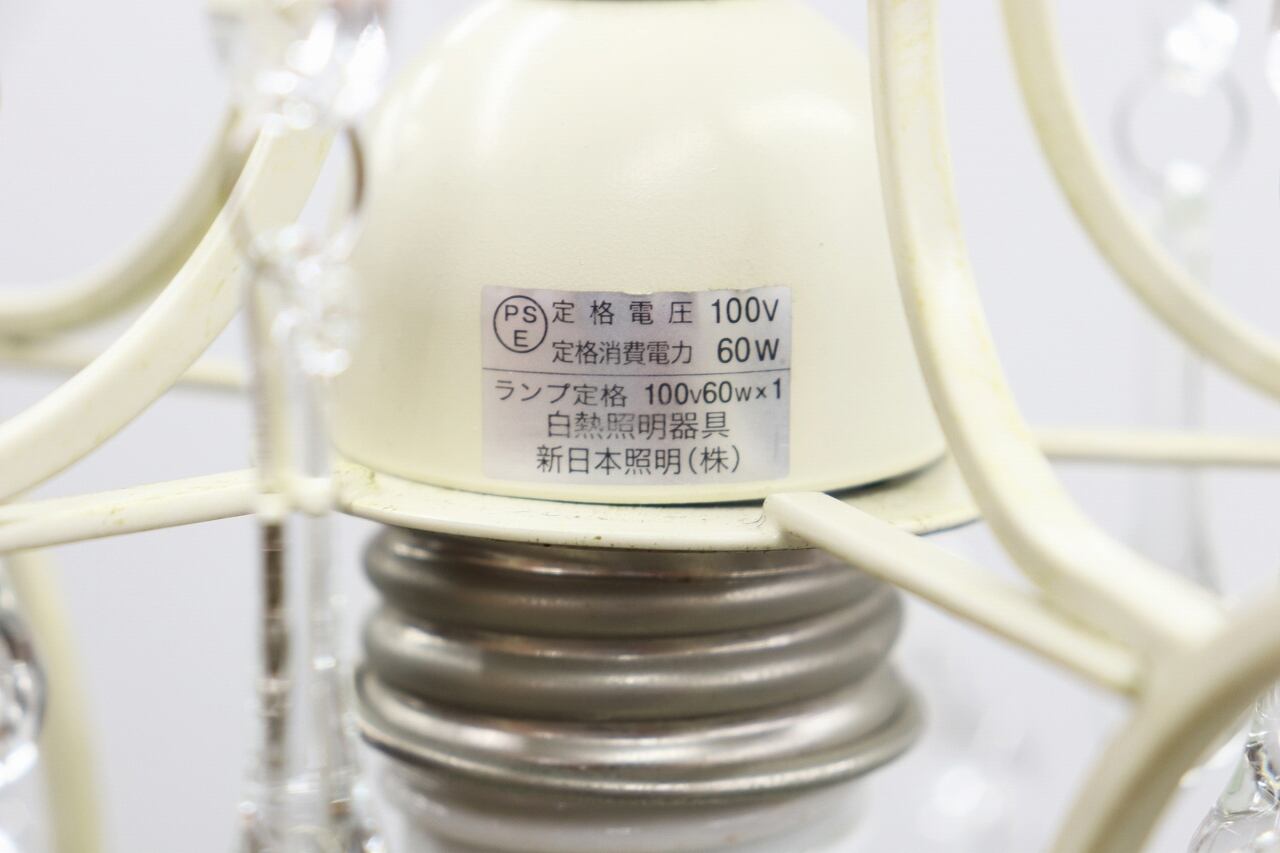 PS E 定格電圧 100V
定格消費電力 60W
ランプ定格 100V60W×1
白熱照明器具
新日本照明(株)